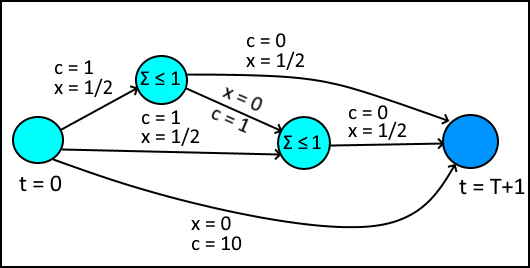 c = 0
x = 1/2
c = 1
x = 1/2
Σ ≤ 1
x = 0
c = 1
c = 1
x = 1/2
c = 0
x = 1/2
Σ ≤ 1
t = 0
t = T+1
x = 0
c = 10